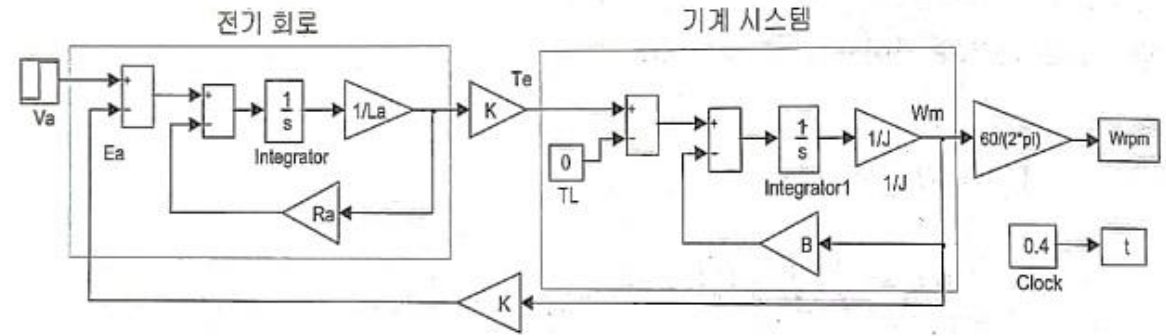 전기 회로
기계 시스템
Va
+
−
Ea
+
−
1
s
Integrator
1/La
Ra
K
Te
+
−
0
TL
+
−
1
s
Integrator1
1/J
1/J
Wm
B
60/(2*pi)
Wrpm
0.4
Clock
t
K